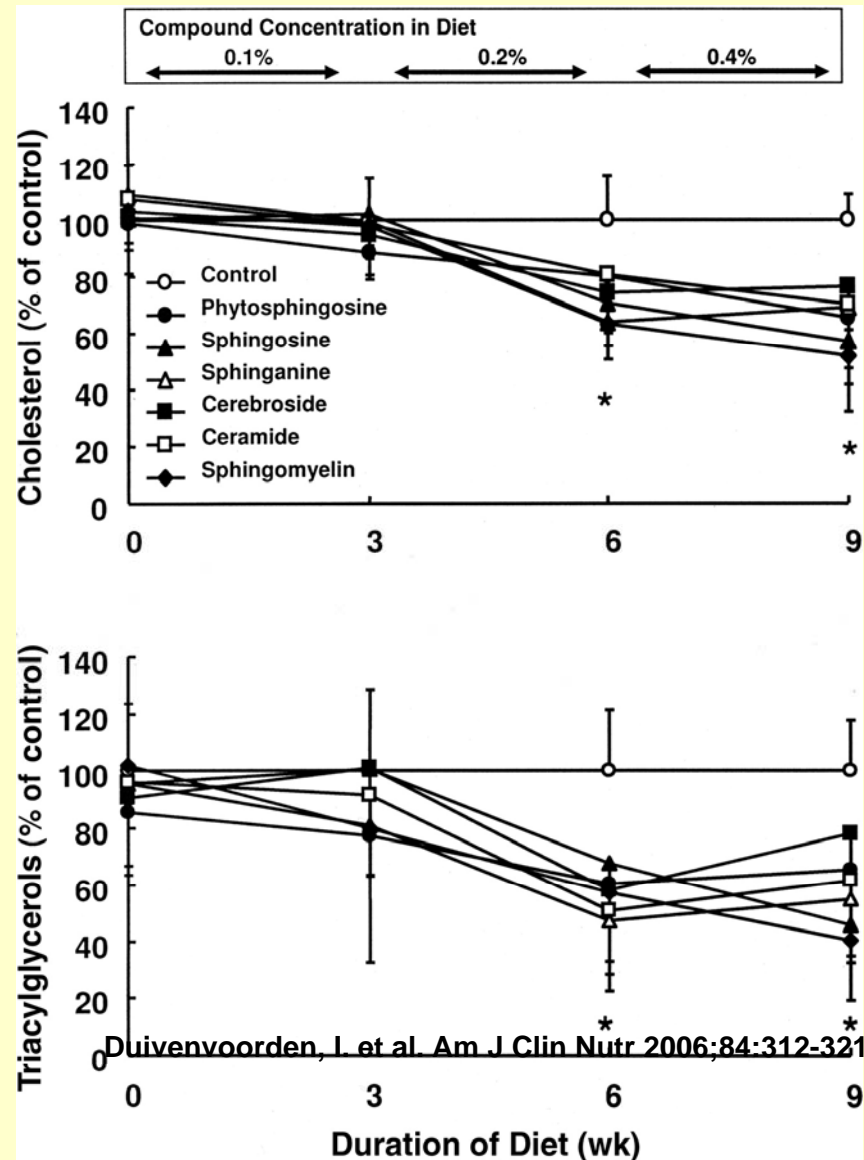 Compound Concentration in Diet
0.1% 0.2% 0.4%
Cholesterol (% of control)
140
120
100
80
60
40
20
0
Control
Phytosphingosine
Sphingosine
Sphinganine
Cerebroside
Ceramide
Sphingomyelin
*
*
0 3 6 9
Triacylglycerols (% of control)
140
120
100
80
60
40
20
0
*
*
Duivenvoorden, I. et al. Am J Clin Nutr 2006;84:312-321
0 3 6 9
Duration of Diet (wk)